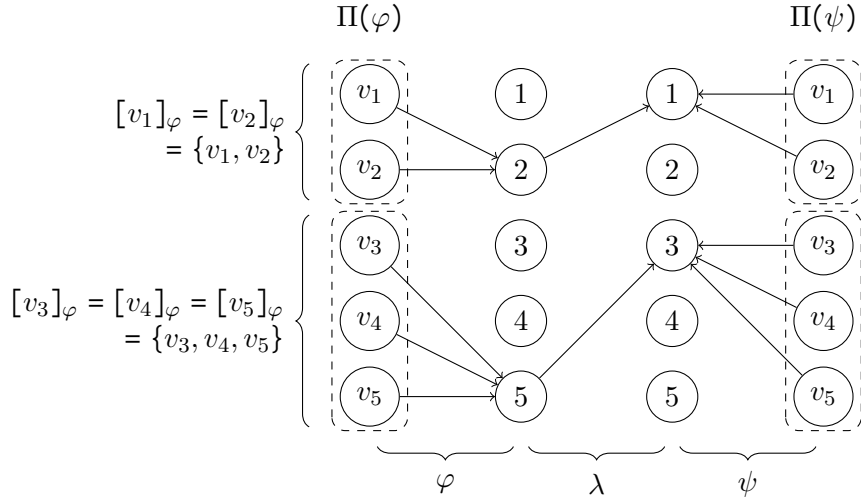 Π(φ) Π(ψ)
v₁ 1 1 v₁
[v₁]φ = [v₂]φ
= {v₁, v₂}
v₂ 2 2 v₂
v₃ 3 3 v₃
[v₃]φ = [v₄]φ = [v₅]φ
= {v₃, v₄, v₅}
v₄ 4 4 v₄
v₅ 5 5 v₅
φ λ ψ